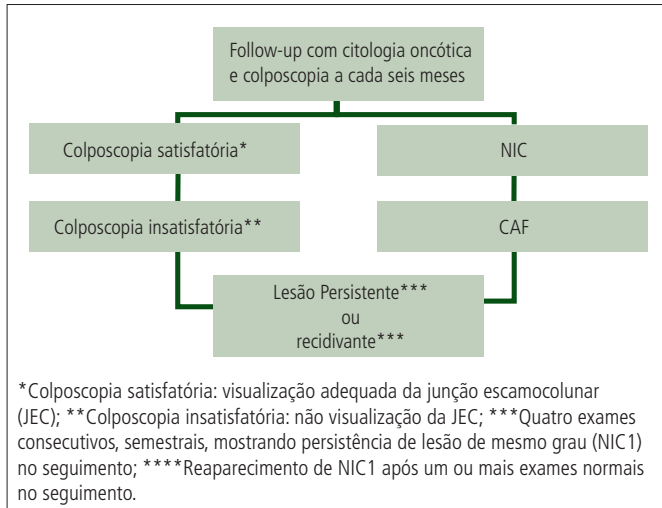 Follow-up com citologia oncótica
e colposcopia a cada seis meses
Colposcopia satisfatória*
NIC
Colposcopia insatisfatória**
CAF
Lesão Persistente***
ou
recidivante***
*Colposcopia satisfatória: visualização adequada da junção escamocolunar
(JEC); **Colposcopia insatisfatória: não visualização da JEC; ***Quatro exames
consecutivos, semestrais, mostrando persistência de lesão de mesmo grau (NIC1)
no seguimento; ****Reaparecimento de NIC1 após um ou mais exames normais
no seguimento.